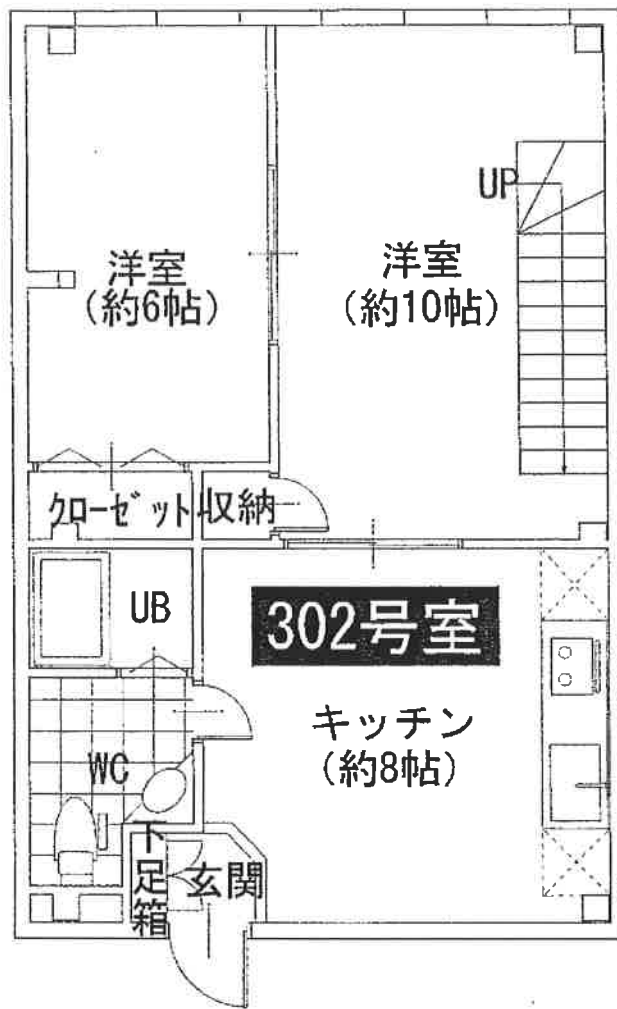 UP
洋室
(約6帖)
洋室
(約10帖)
クローゼット
収納
UB
302号室
キッチン
(約8帖)
WC
下足箱
玄関